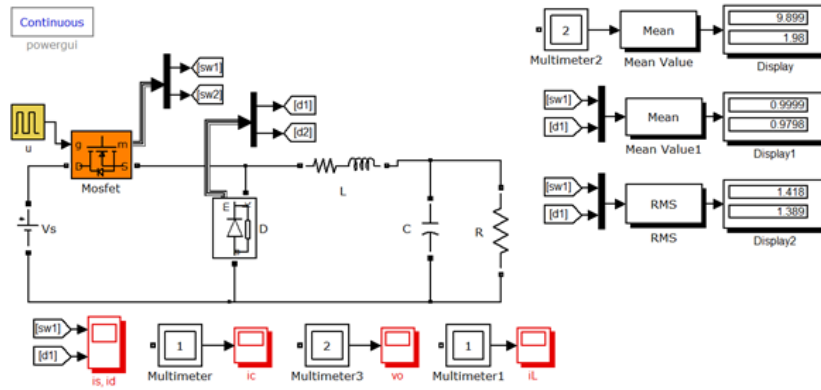 Continuous
powergui
[sw1]
[sw2]
[d1]
[d2]
u
g
m
D
S
Mosfet
Vs
E
Y
D
L
C
R
2
Multimeter2
Mean
Mean Value
9.899
1.98
Display
[sw1]
[d1]
Mean
Mean Value1
0.9999
0.9798
Display1
[sw1]
[d1]
RMS
RMS
1.418
1.389
Display2
[sw1]
[d1]
is, id
1
Multimeter
ic
2
Multimeter3
vo
1
Multimeter1
iL